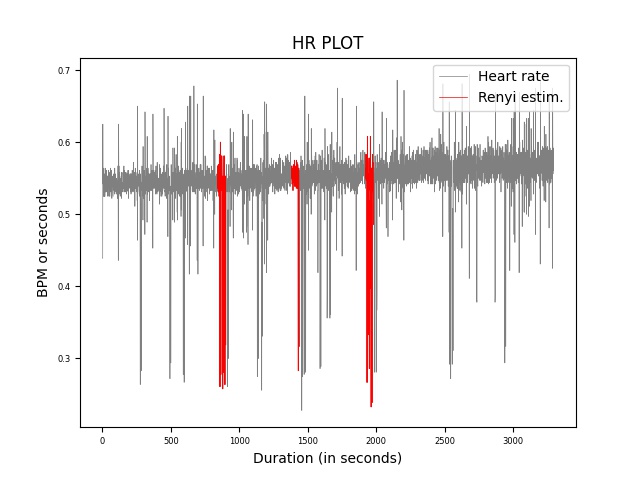 HR PLOT
Heart rate
Renyi estim.
BPM or seconds
0.7
0.6
0.5
0.4
0.3
0 500 1000 1500 2000 2500 3000
Duration (in seconds)